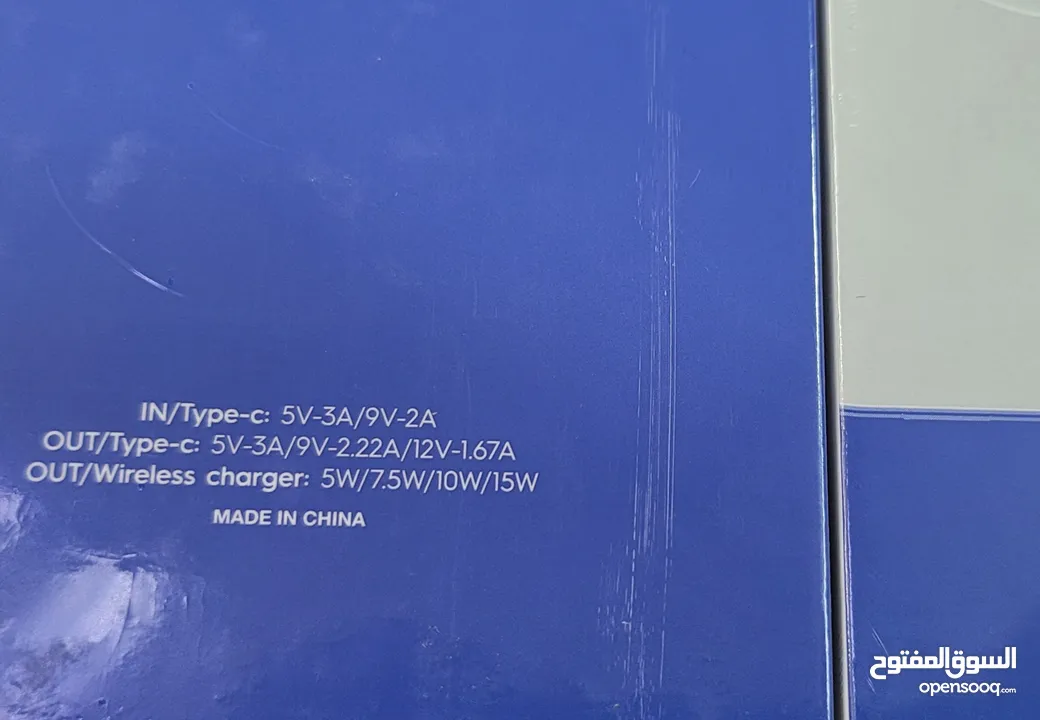 IN/Type-c: 5V-3A/9V-2A
OUT/Type-c: 5V-3A/9V-2.22A/12V-1.67A
OUT/Wireless charger: 5W/7.5W/10W/15W
MADE IN CHINA
السوق المفتوح
opensooq.com